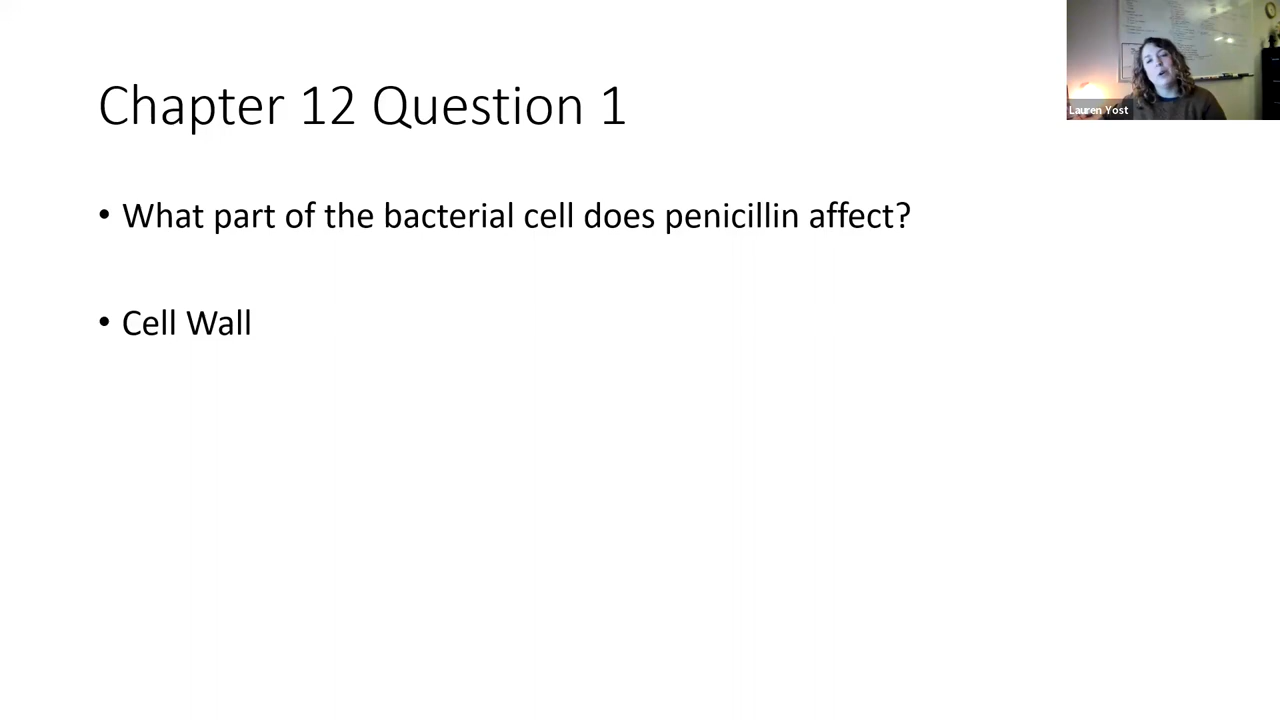 Chapter 12 Question 1
• What part of the bacterial cell does penicillin affect?
• Cell Wall
Lauren Yost